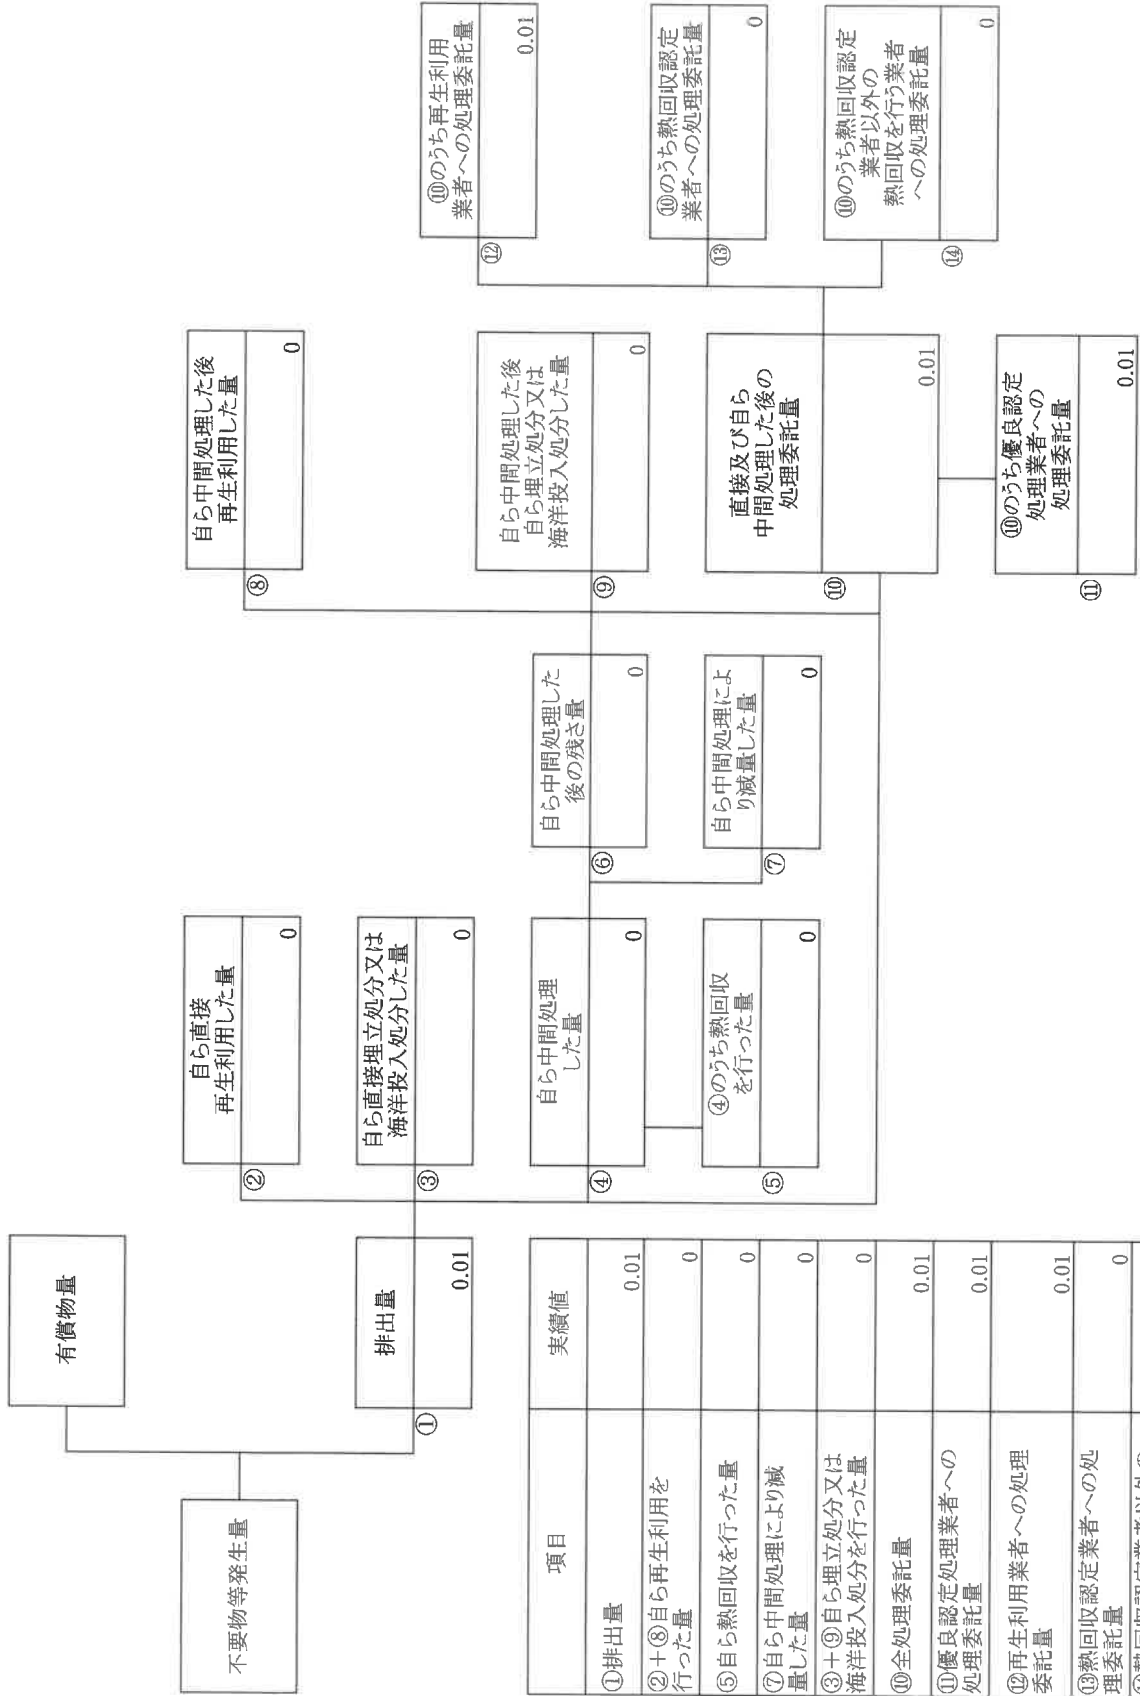 有償物量
不要物等発生量
排出量
①
0.01
自ら直接
再生利用した量
②
0
自ら直接埋立処分又は
海洋投入処分した量
③
0
自ら中間処理
した量
④
0
④のうち熱回収
を行った量
⑤
0
自ら中間処理した
後の残さ量
⑥
0
自ら中間処理によ
り減量した量
⑦
0
自ら中間処理した後
再生利用した量
⑧
0
自ら中間処理した後
自ら埋立処分又は
海洋投入処分した量
⑨
0
直接及び自ら
中間処理した後の
処理委託量
⑩
0.01
⑩のうち優良認定
処理業者への
処理委託量
⑪
0.01
⑩のうち再生利用
業者への処理委託量
⑫
0.01
⑩のうち熱回収認定
業者への処理委託量
⑬
0
⑩のうち熱回収認定
業者以外の
熱回収を行う業者
への処理委託量
⑭
0
項目 実績値
①排出量 0.01
②+⑧自ら再生利用を
行った量 0
⑤自ら熱回収を行った量 0
⑦自ら中間処理により減
量した量 0
③+⑨自ら埋立処分又は
海洋投入処分を行った量 0
⑩全処理委託量 0.01
⑪優良認定処理業者への
処理委託量 0.01
⑫再生利用業者への処理
委託量 0.01
⑬熱回収認定業者への処
理委託量 0